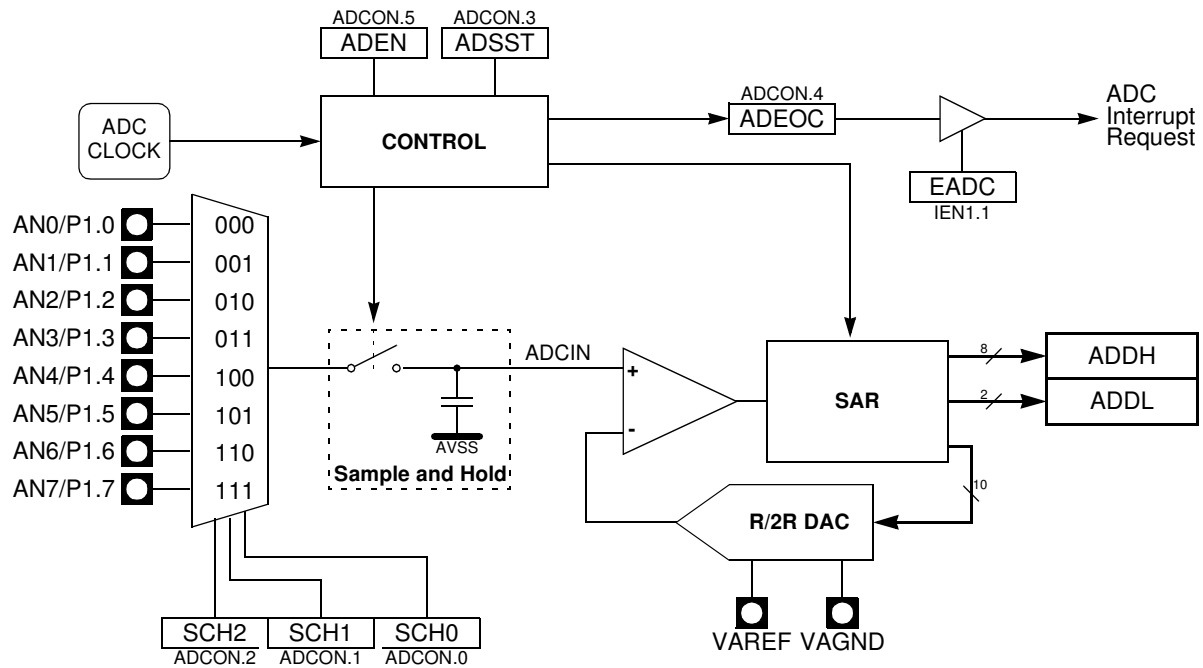 ADCON.5
ADEN
ADCON.3
ADSST
ADC
CLOCK
CONTROL
ADCON.4
ADEOC
ADC
Interrupt
Request
EADC
IEN1.1
AN0/P1.0
000
AN1/P1.1
001
AN2/P1.2
010
AN3/P1.3
011
AN4/P1.4
100
AN5/P1.5
101
AN6/P1.6
110
AN7/P1.7
111
AVSS
Sample and Hold
ADCIN
+
-
SAR
8
ADDH
2
ADDL
10
R/2R DAC
VAREF
VAGND
SCH2
SCH1
SCH0
ADCON.2
ADCON.1
ADCON.0